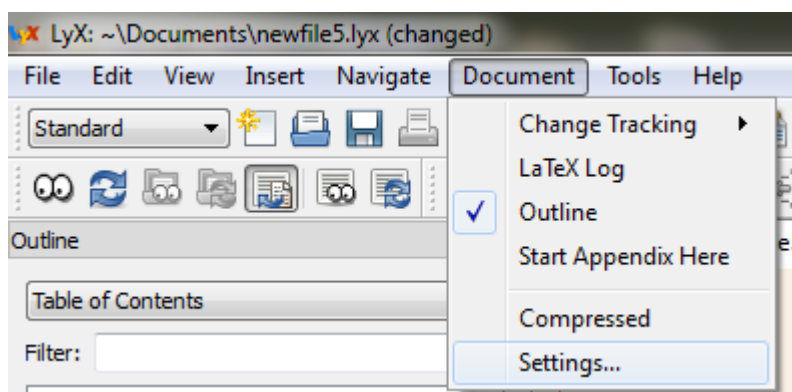 LyX: ~\Documents\newfile5.lyx (changed)
File Edit View Insert Navigate Document Tools Help
Standard
Change Tracking
LaTeX Log
Outline
Start Appendix Here
Compressed
Settings...
Outline
Table of Contents
Filter: